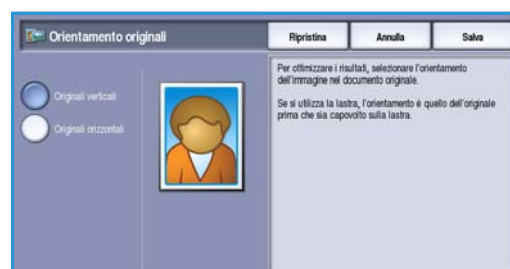 Orientamento originali
Ripristina
Annulla
Salva
Originali verticali
Originali orizzontali
Per ottimizzare i risultati, selezionare l'orientamento
dell'immagine nel documento originale.
Se si utilizza la lastra, l'orientamento è quello dell'originale
prima che sia capovolto sulla lastra.